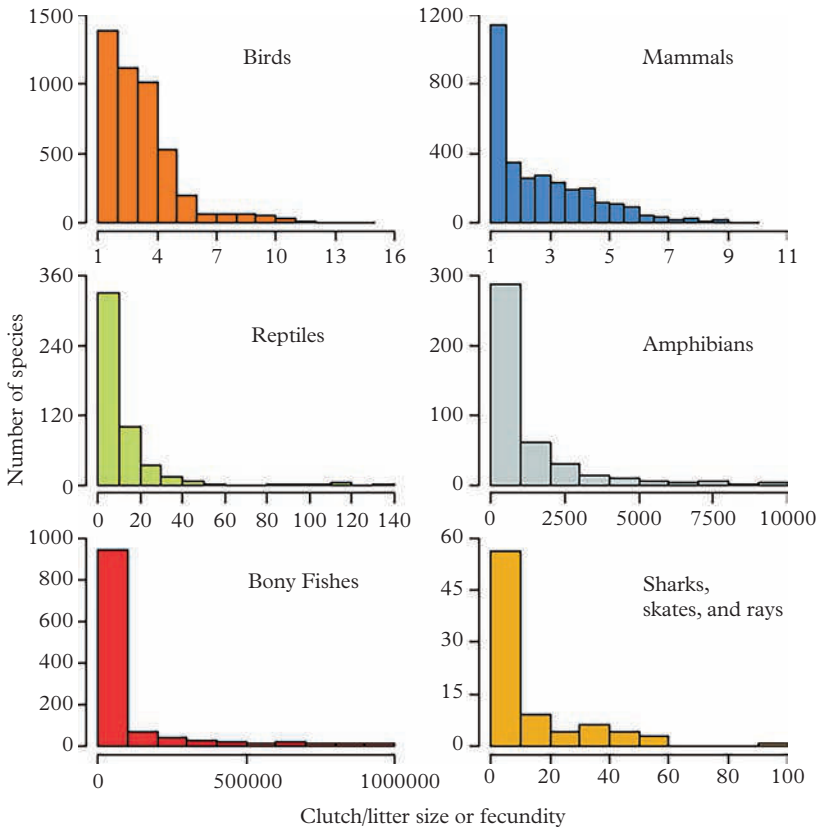 1500
1000
500
0
Birds
1 4 7 10 13 16
1200
800
400
0
Mammals
1 3 5 7 9 11
Number of species
360
240
120
0
Reptiles
0 20 40 60 80 100 120 140
300
200
100
0
Amphibians
0 2500 5000 7500 10000
1000
800
600
400
200
0
Bony Fishes
0 500000 1000000
60
45
30
15
0
Sharks,
skates, and rays
0 20 40 60 80 100
Clutch/litter size or fecundity